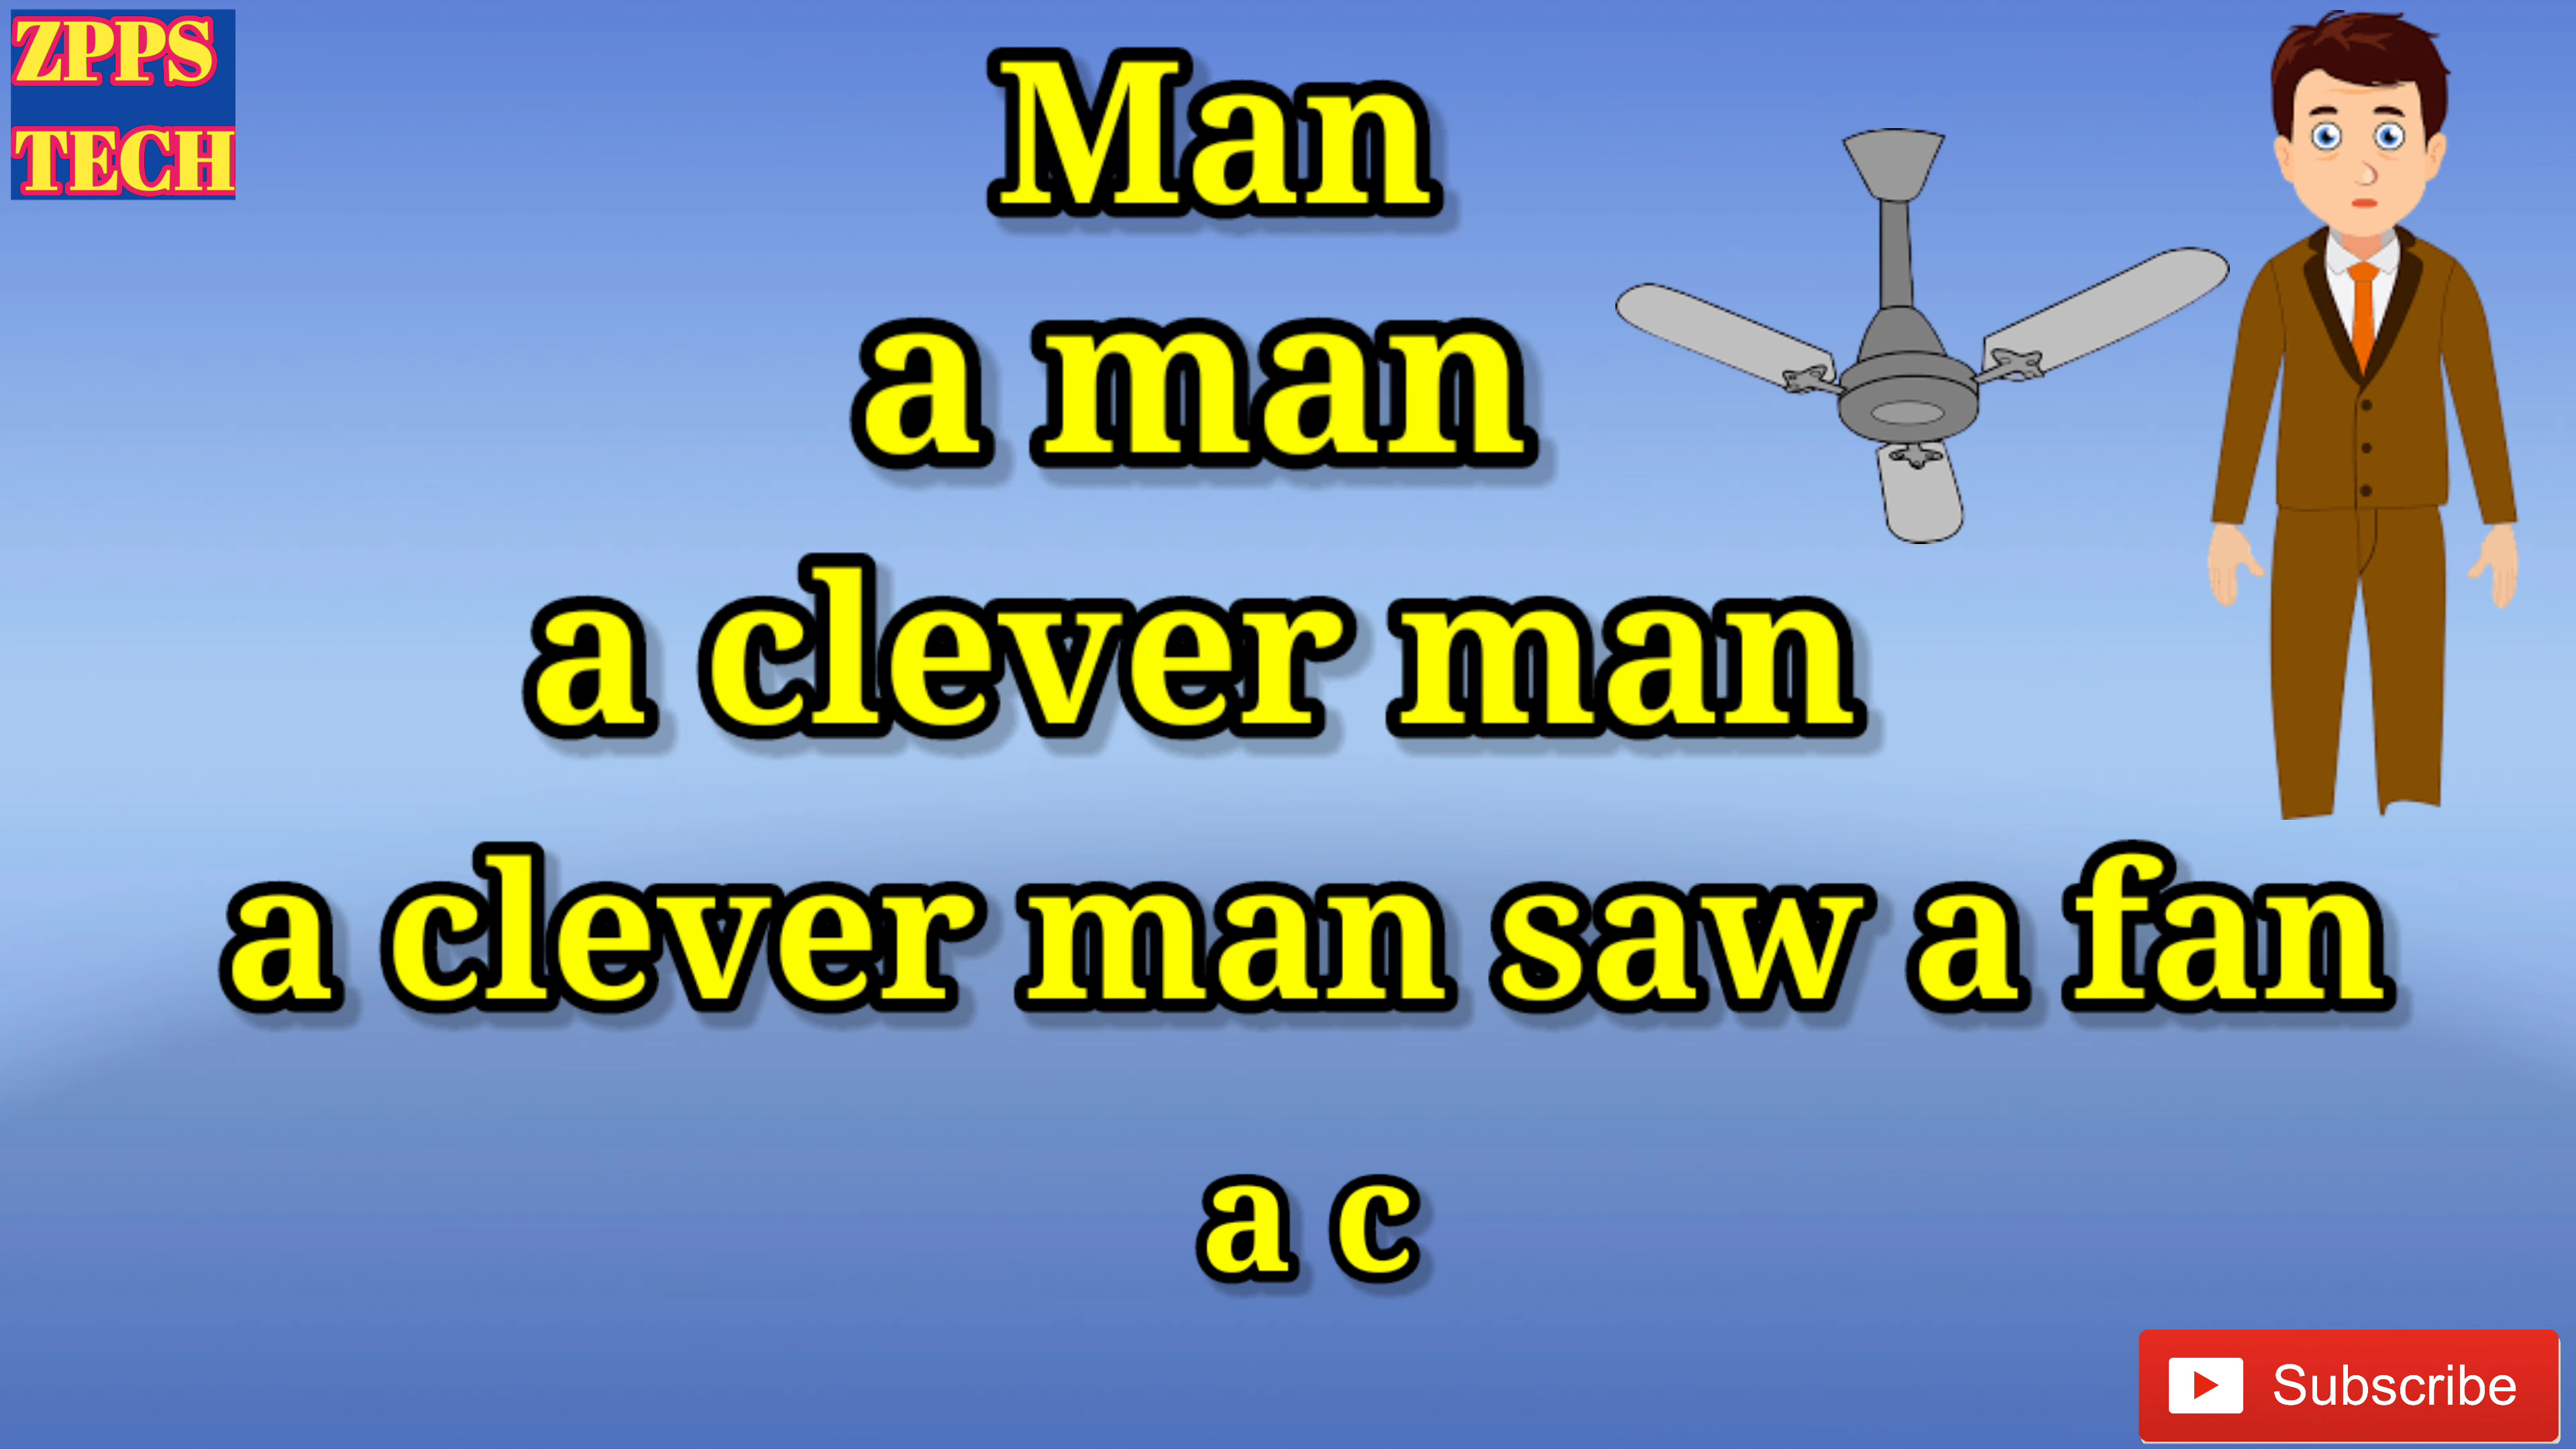 ZPPS
TECH
Man
a man
a clever man
a clever man saw a fan
a c
Subscribe